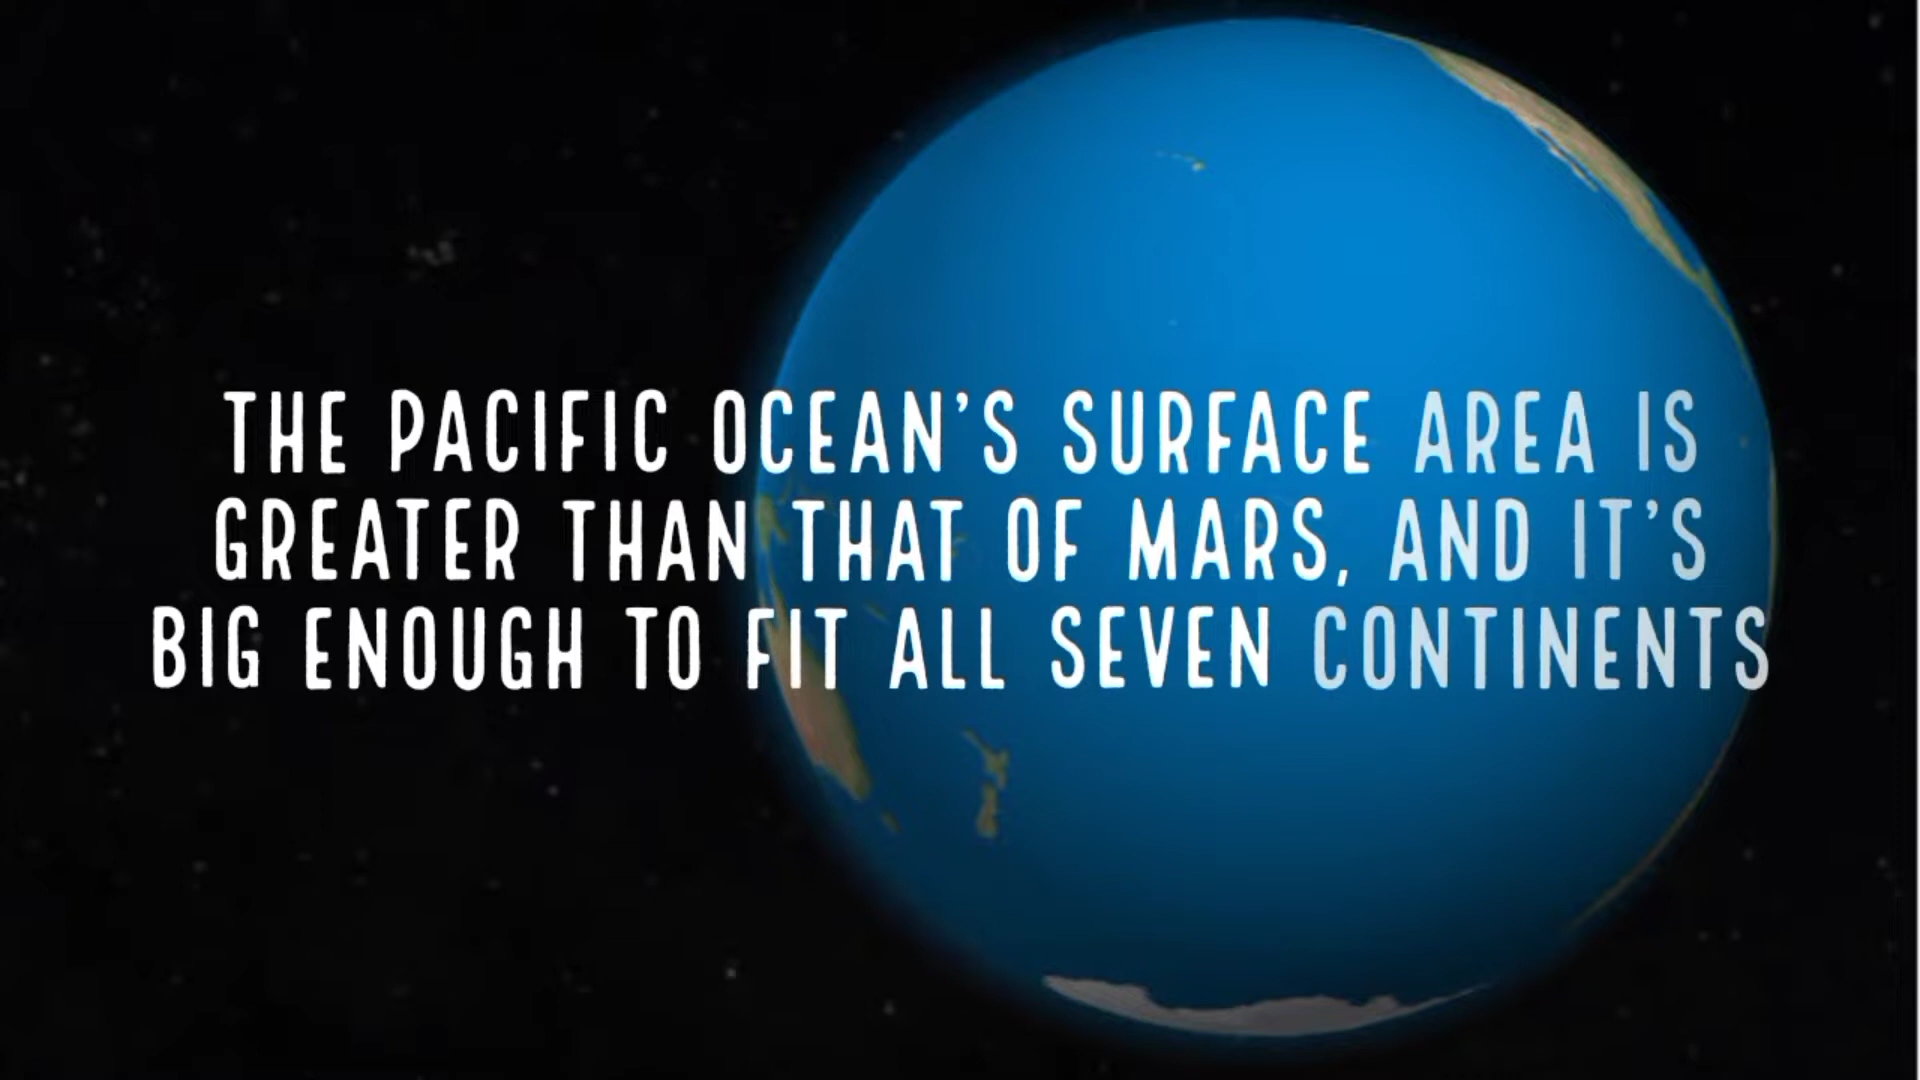 THE PACIFIC OCEAN'S SURFACE AREA IS
GREATER THAN THAT OF MARS, AND IT'S
BIG ENOUGH TO FIT ALL SEVEN CONTINENTS